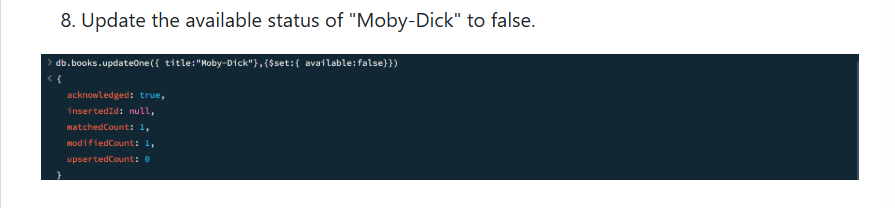 8. Update the available status of "Moby-Dick" to false.
> db.books.updateOne({ title:"Moby-Dick"},{$set:{ available:false}})
< {
acknowledged: true,
insertedId: null,
matchedCount: 1,
modifiedCount: 1,
upsertedCount: 0
}